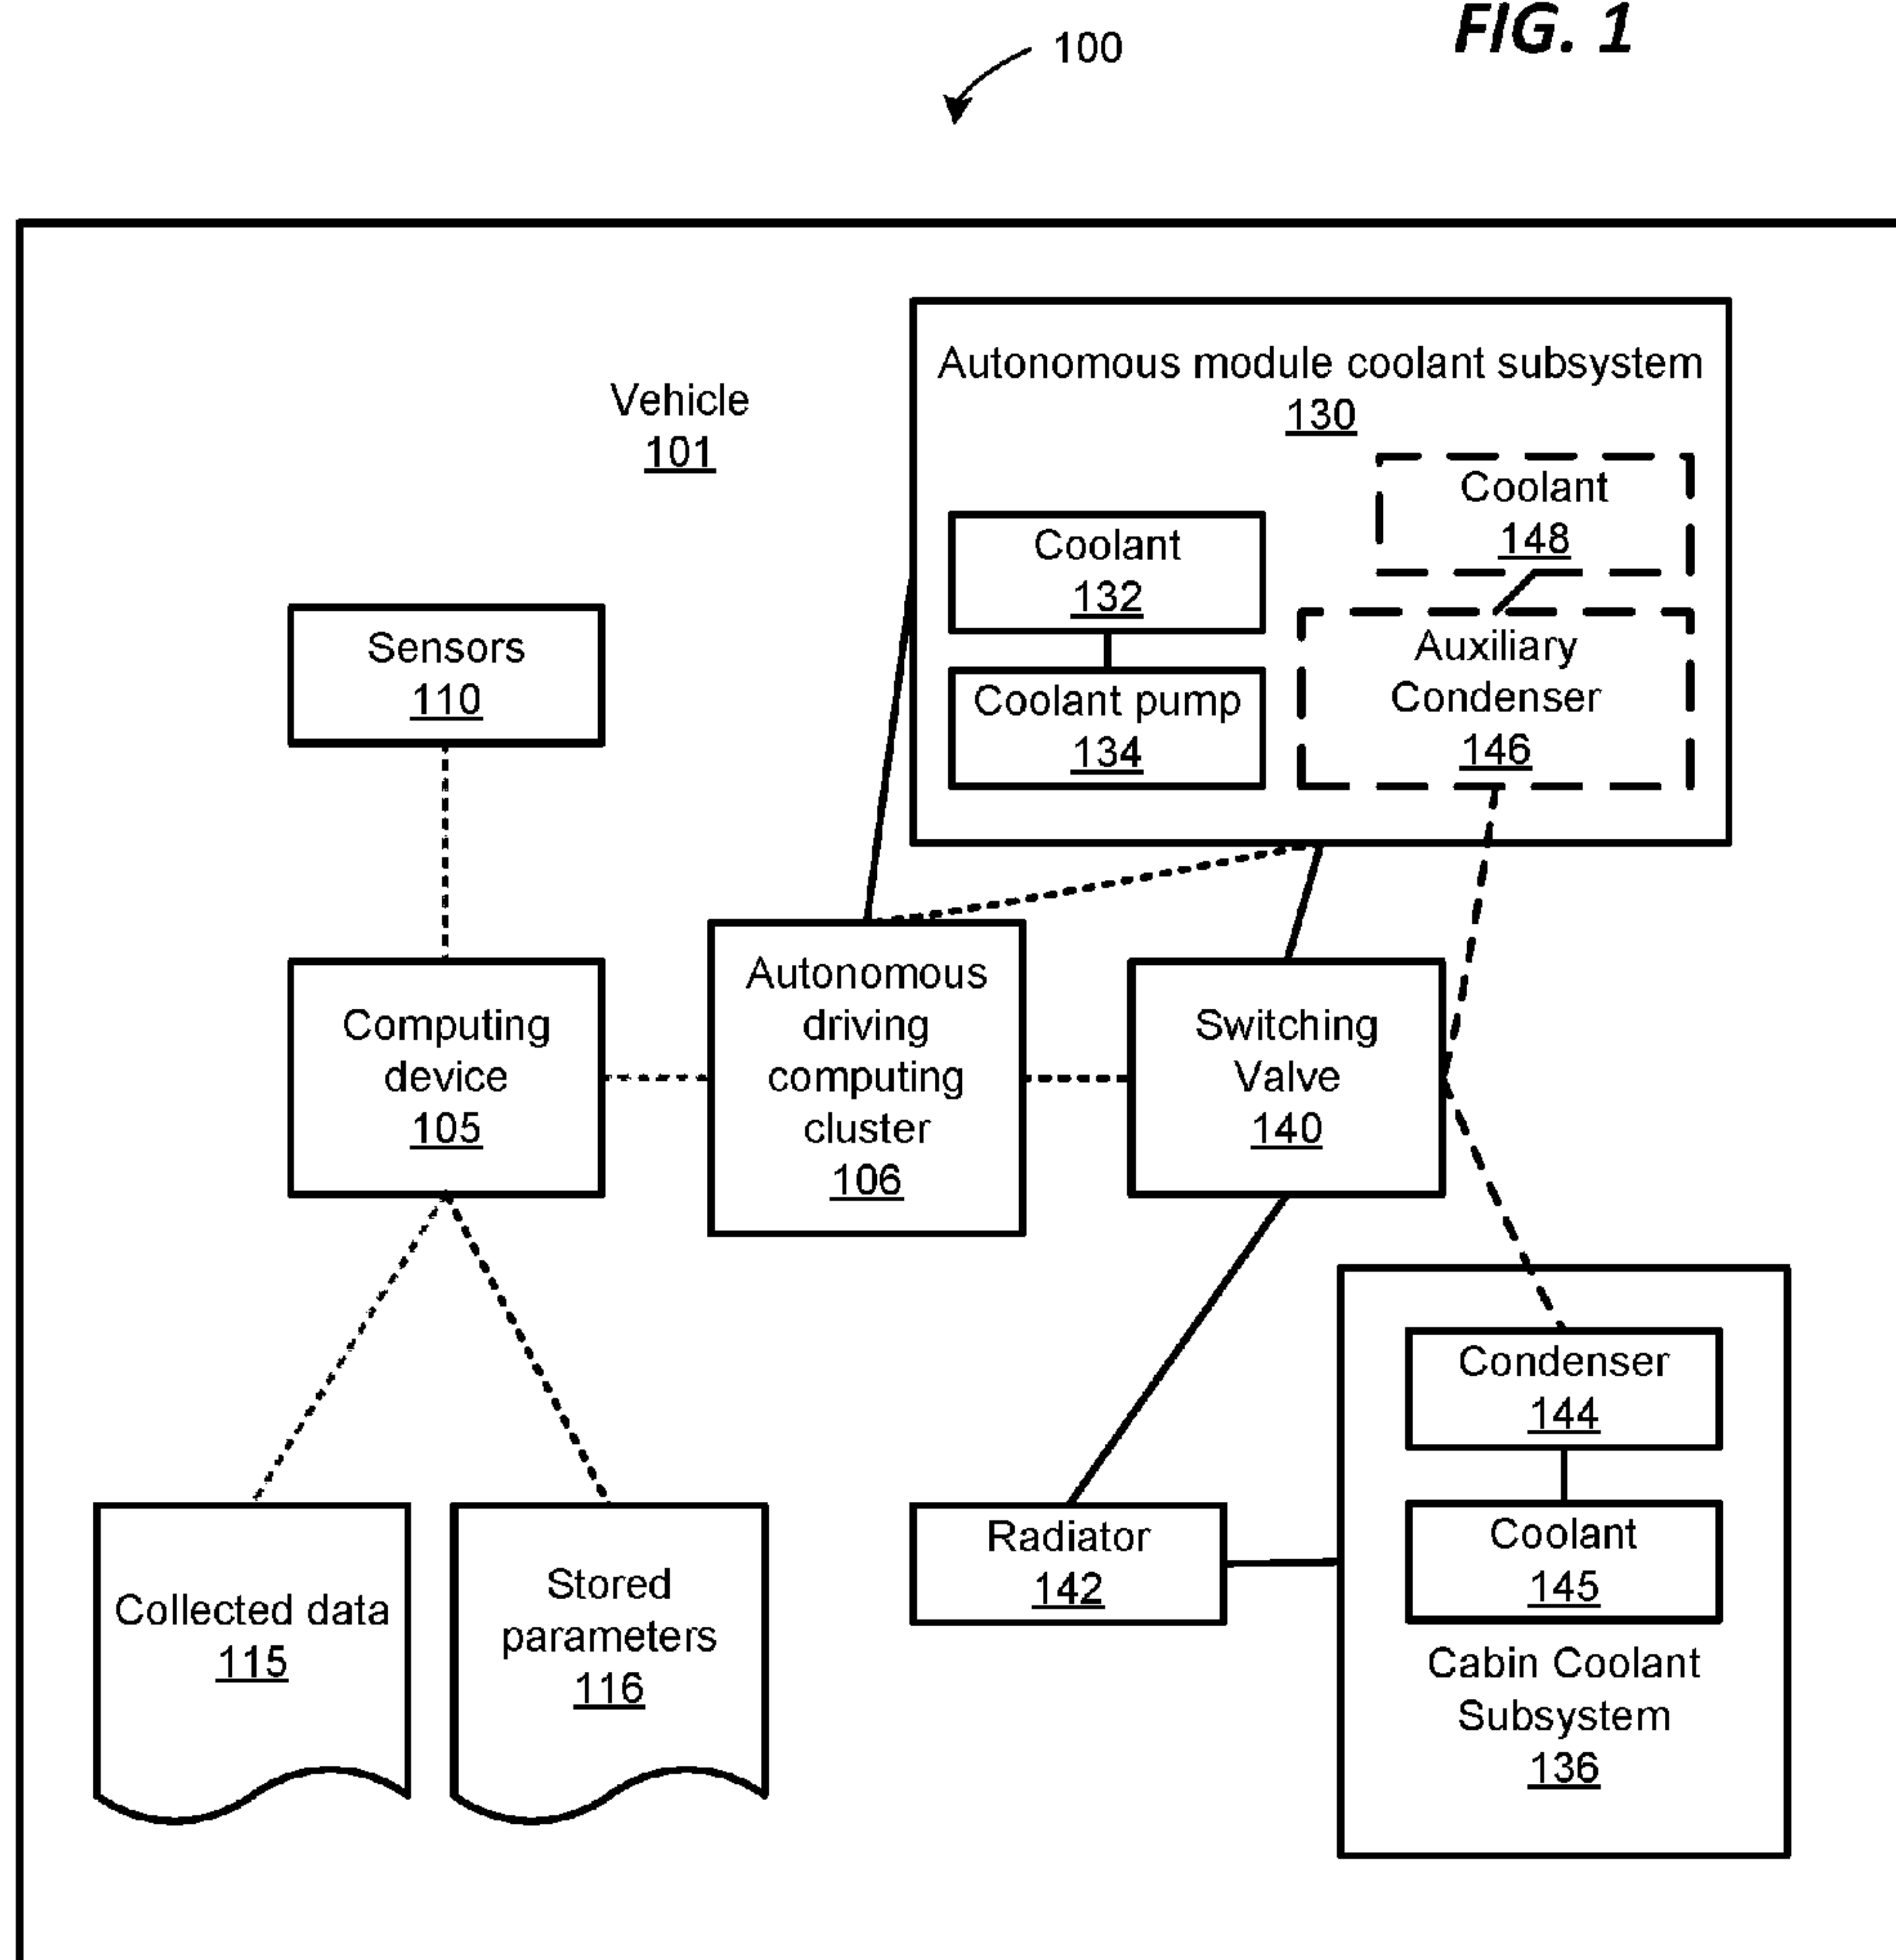 FIG. 1
100
Vehicle
101
Autonomous module coolant subsystem
130
Coolant
148
Coolant
132
Auxiliary
Condenser
146
Coolant pump
134
Sensors
110
Computing
device
105
Autonomous
driving
computing
cluster
106
Switching
Valve
140
Condenser
144
Coolant
145
Cabin Coolant
Subsystem
136
Radiator
142
Collected data
115
Stored
parameters
116